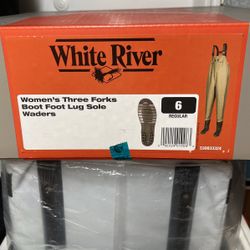 White River
Women's Three Forks
Boot Foot Lug Sole
Waders
6
REGULAR